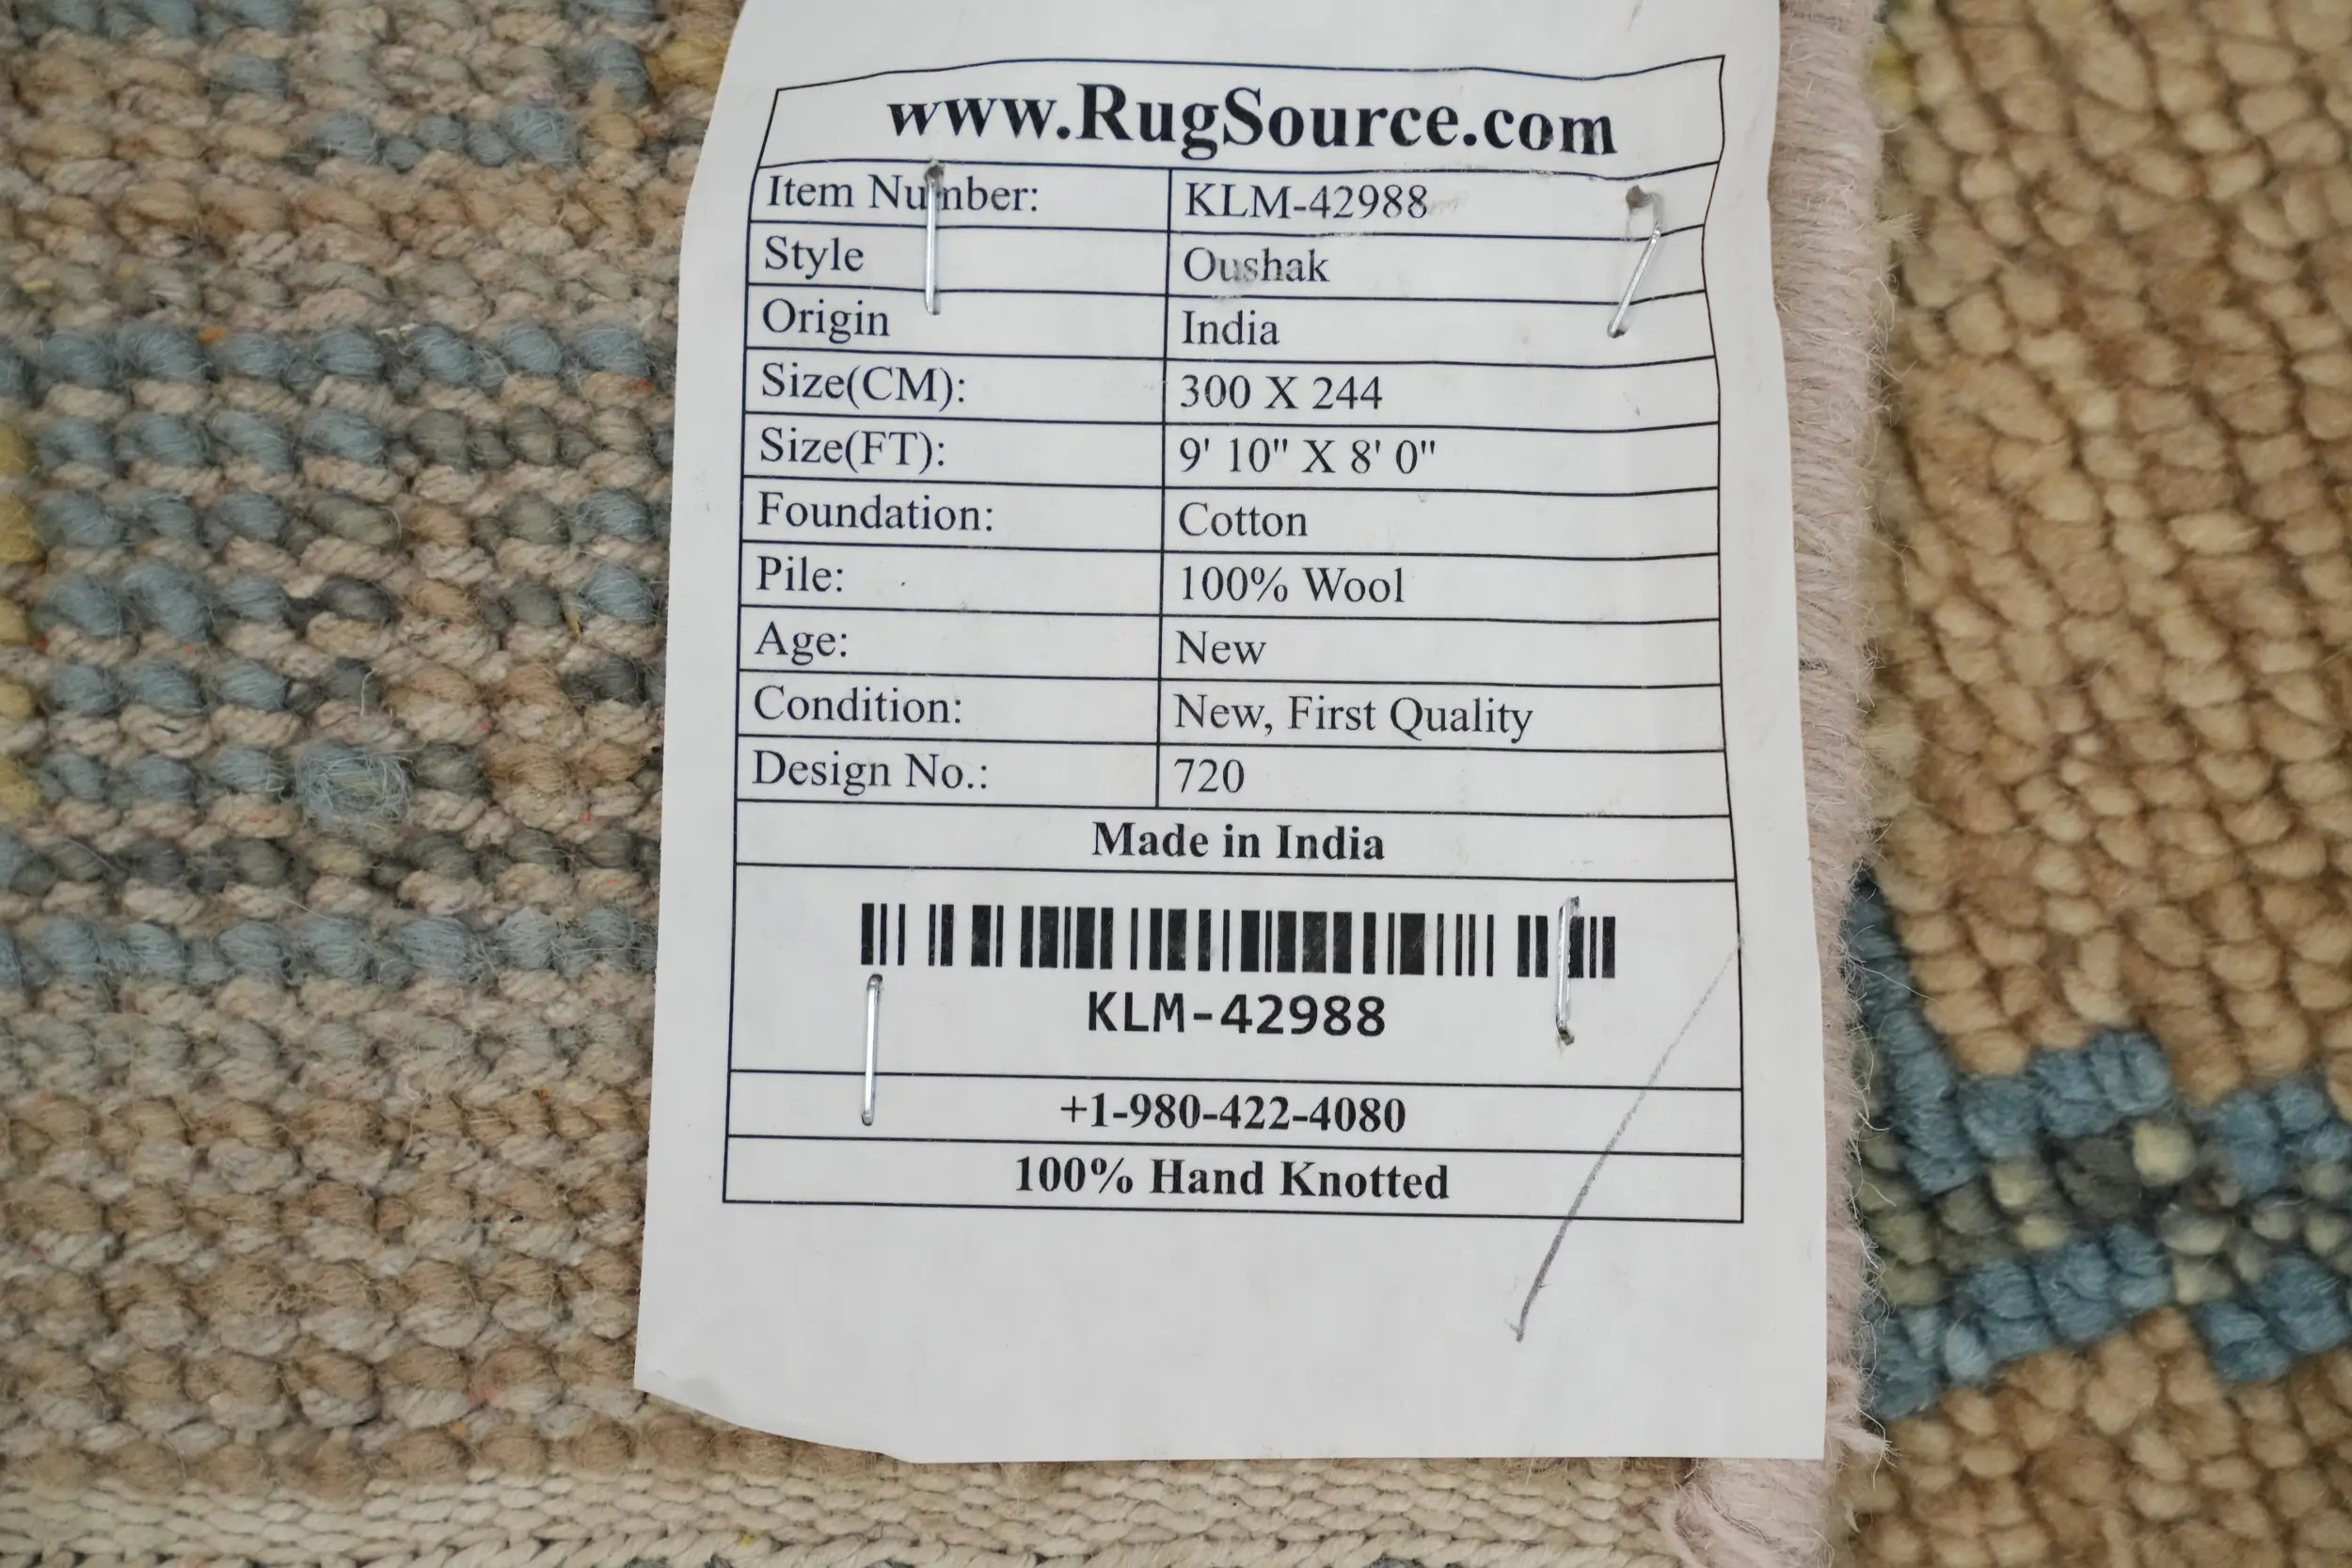 www.RugSource.com
Item Number: KLM-42988
Style Oushak
Origin India
Size(CM): 300 X 244
Size(FT): 9' 10" X 8' 0"
Foundation: Cotton
Pile: 100% Wool
Age: New
Condition: New, First Quality
Design No.: 720
Made in India
KLM-42988
+1-980-422-4080
100% Hand Knotted